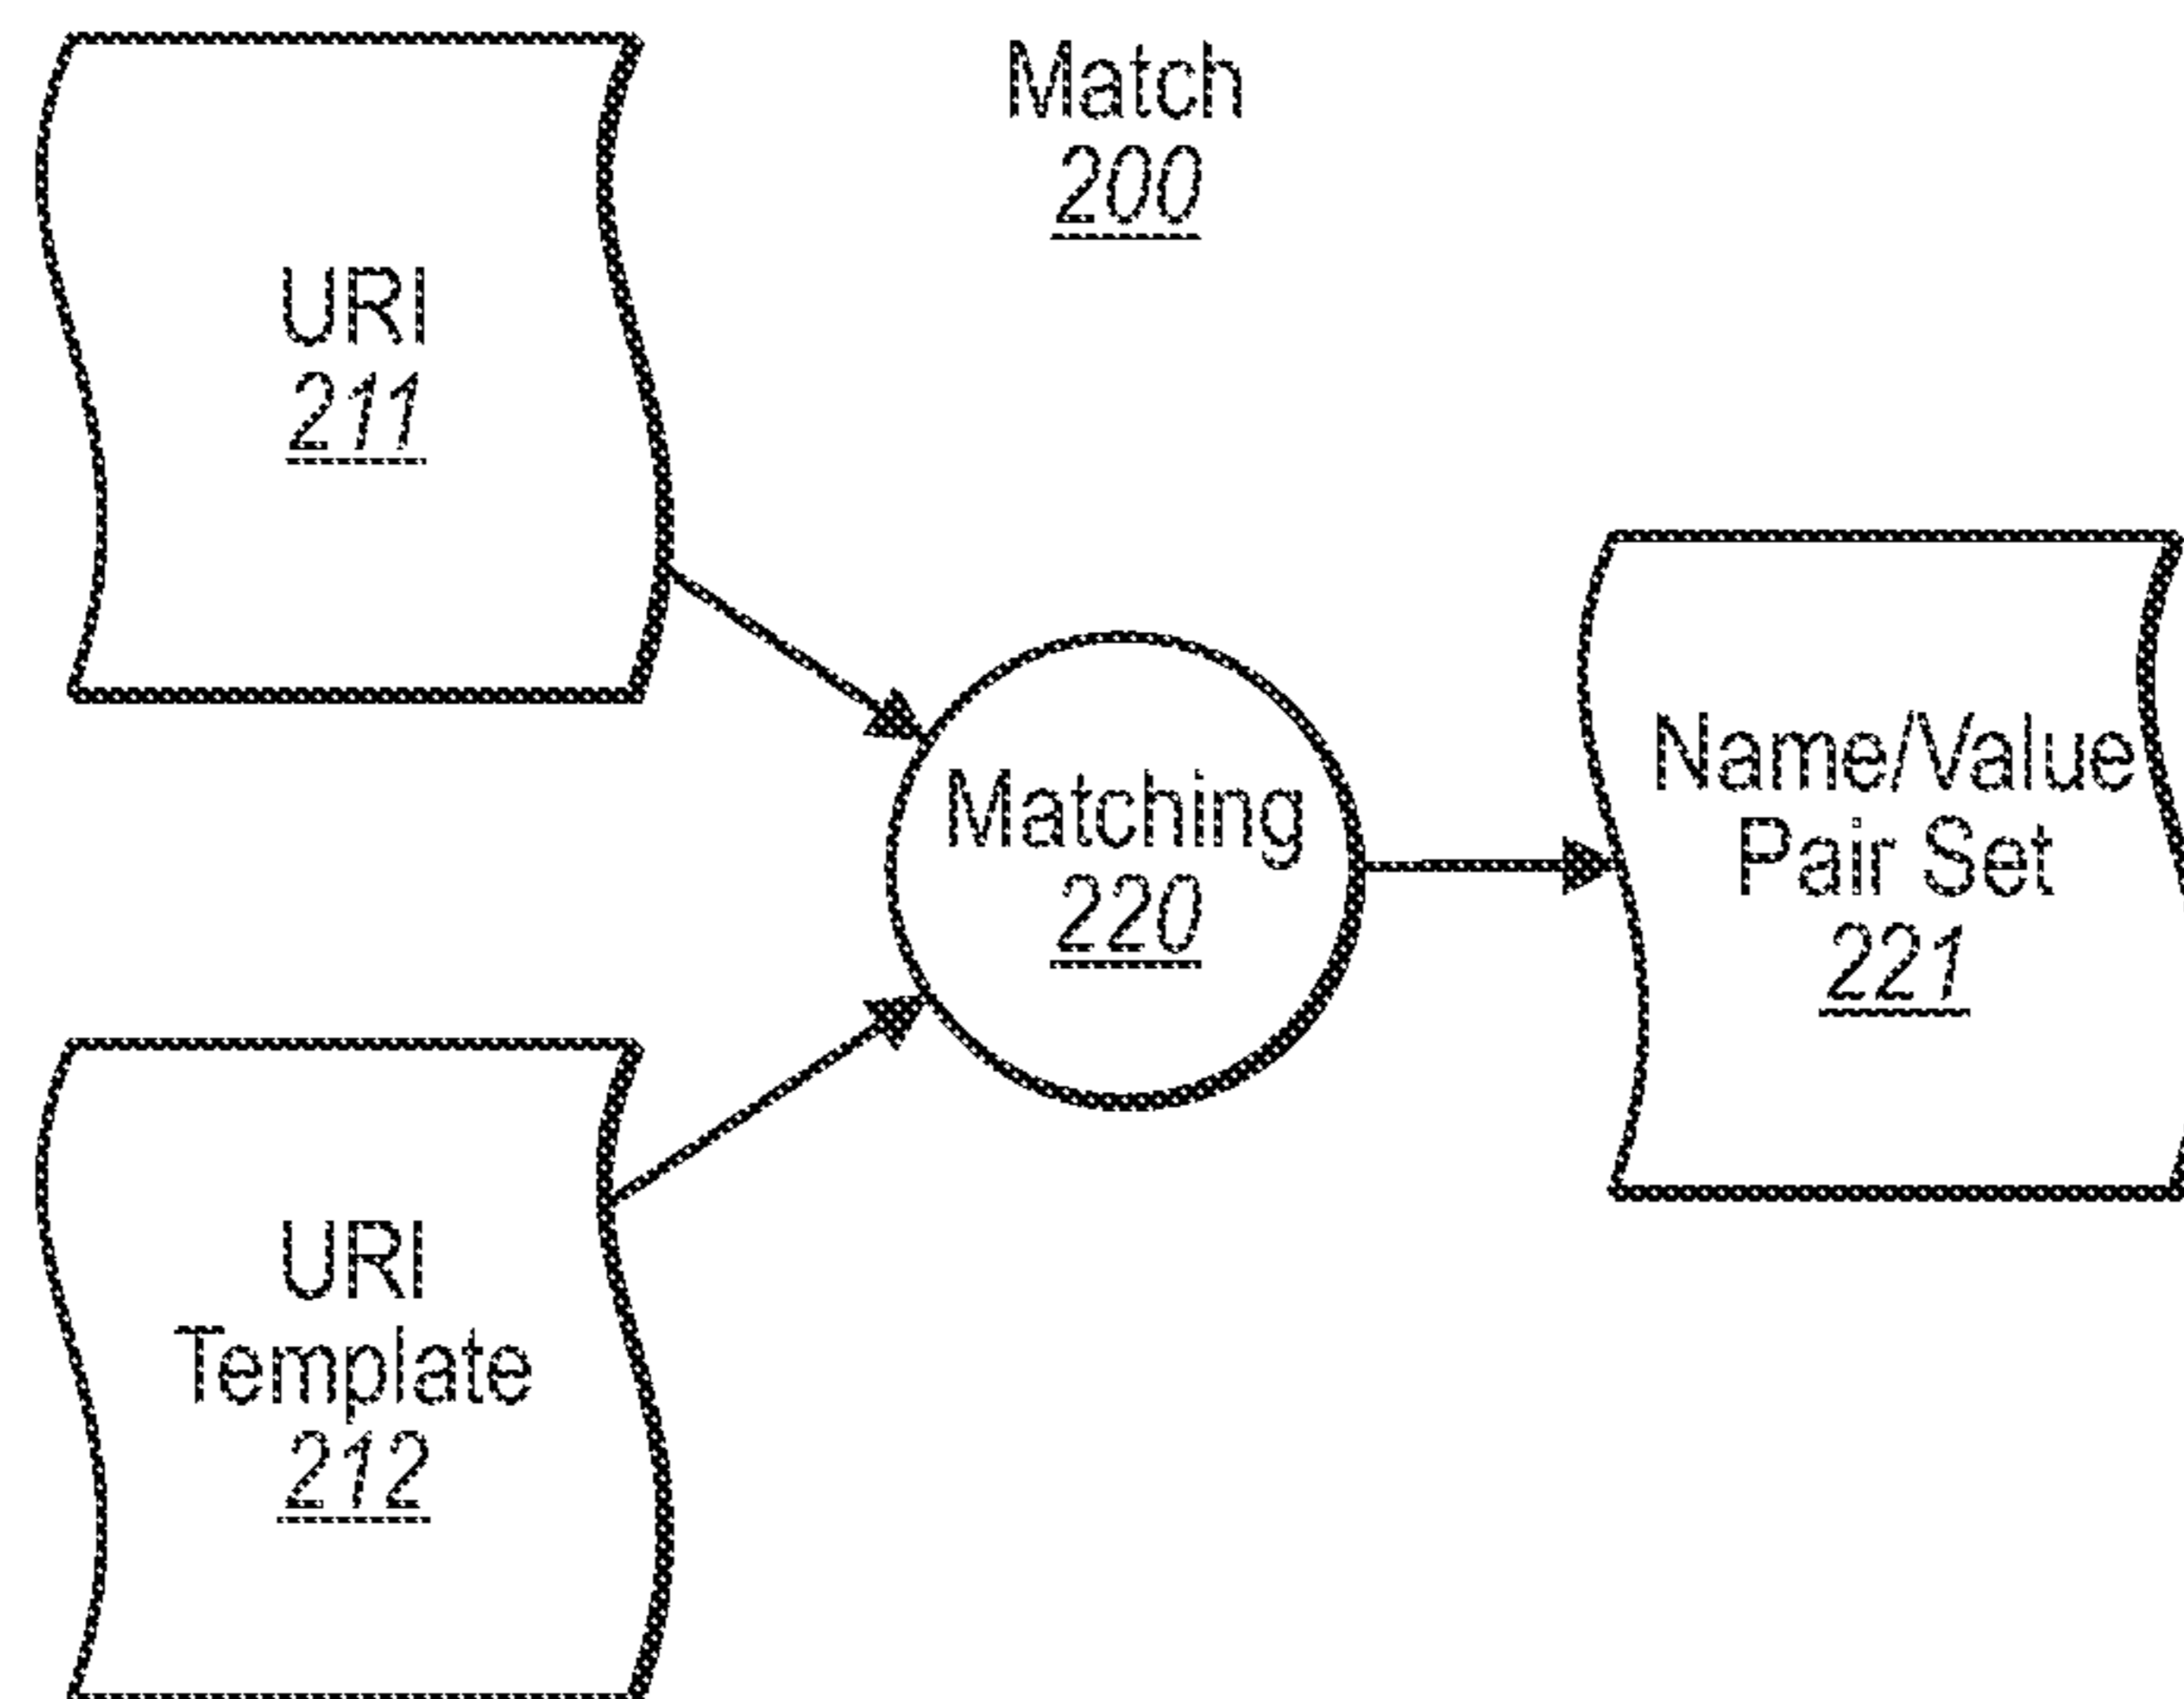 Match
200
URI
211
Matching
220
Name/Value
Pair Set
221
URI
Template
212